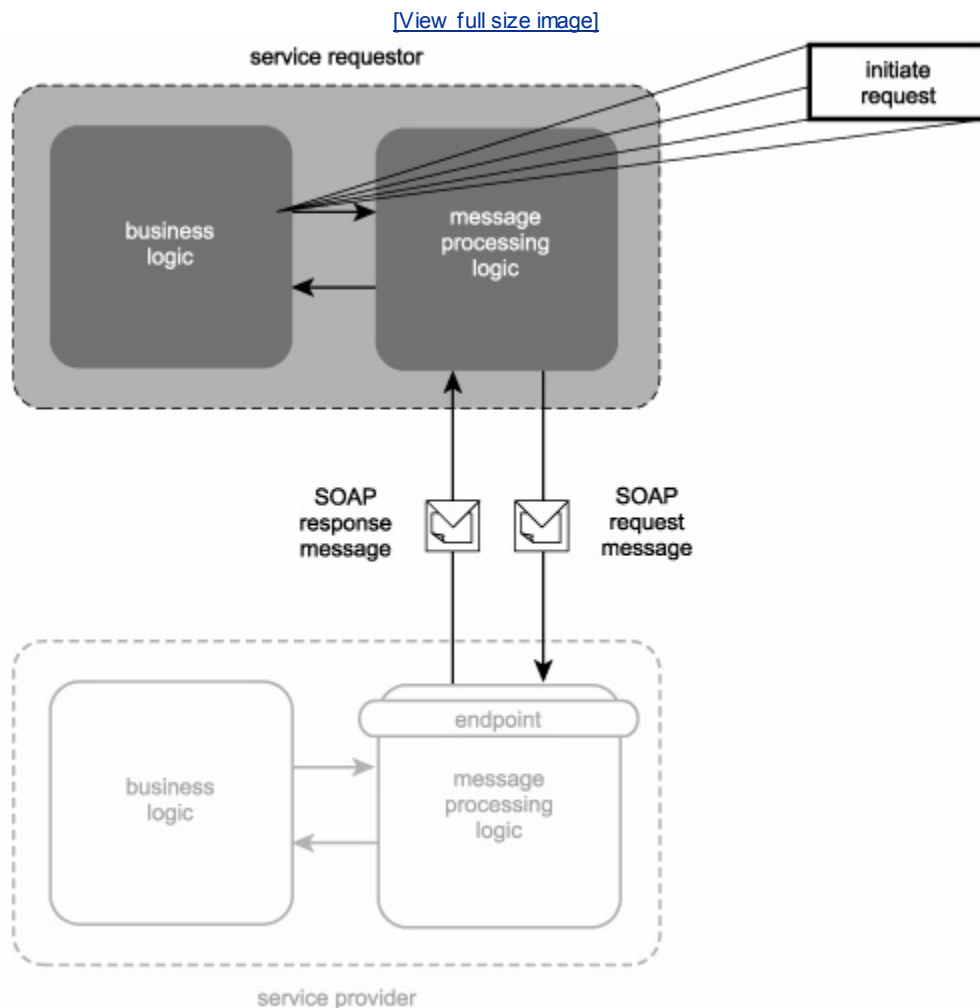 [View full size image]
service requestor
initiate
request
business
logic
message
processing
logic
SOAP
response
message
SOAP
request
message
endpoint
business
logic
message
processing
logic
service provider